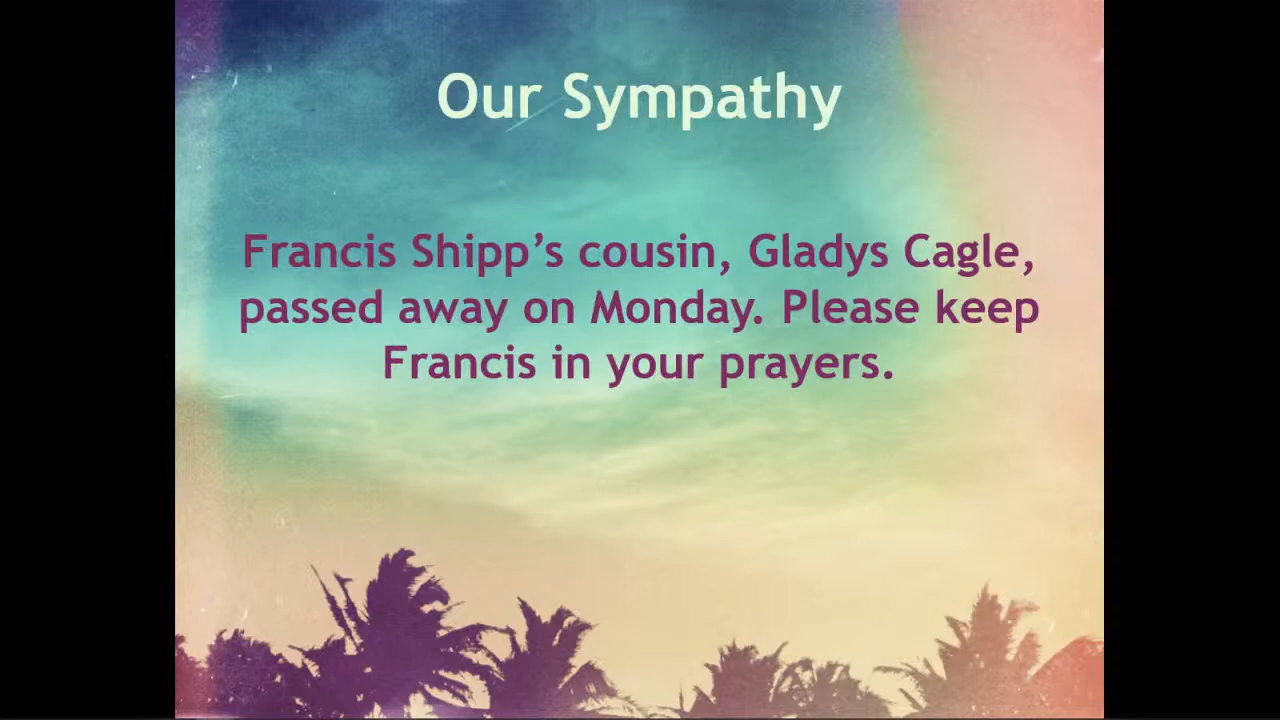 Our Sympathy
Francis Shipp’s cousin, Gladys Cagle,
passed away on Monday. Please keep
Francis in your prayers.